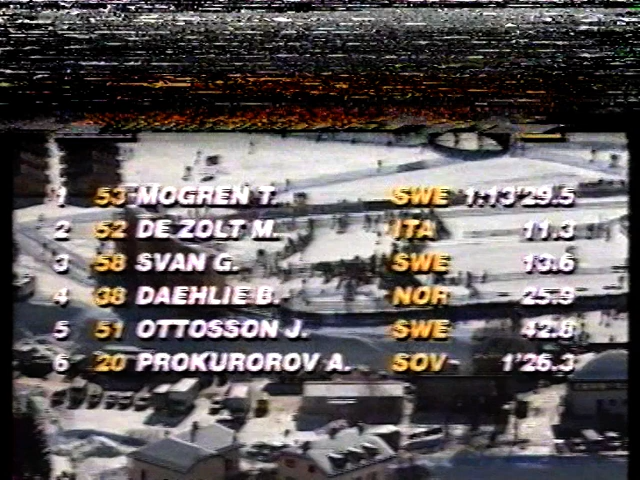 1 53 MOGREN T. SWE 1:13'29.5
2 52 DE ZOLT M. ITA 11.3
3 58 SVAN G. SWE 13.6
4 38 DAEHLIE B. NOR 25.9
5 51 OTTOSSON J. SWE 42.8
6 20 PROKUROROV A. SOV 1'26.3